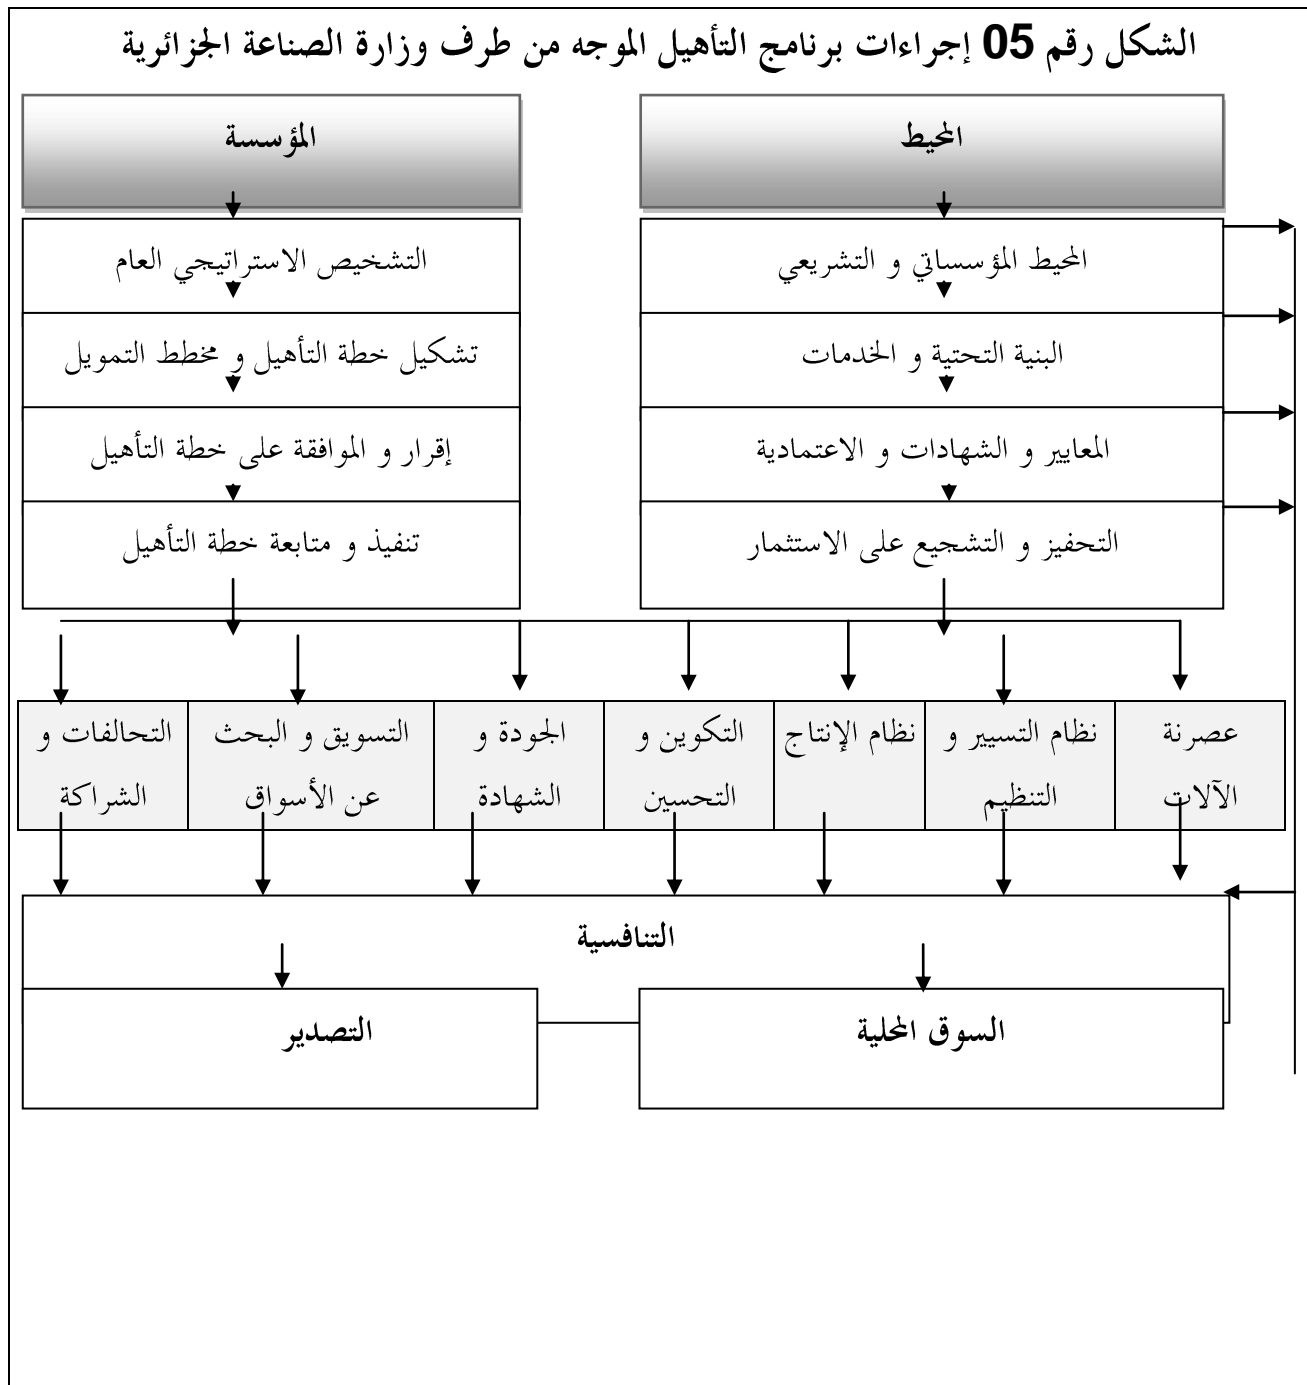 الشكل رقم 05 إجراءات برنامج التأهيل الموجه من طرف وزارة الصناعة الجزائرية
المحيط
المؤسسة
المحيط المؤسساتي و التشريعي
التشخيص الاستراتيجي العام
البنية التحتية و الخدمات
تشكيل خطة التأهيل و مخطط التمويل
المعايير و الشهادات و الاعتمادية
إقرار و الموافقة على خطة التأهيل
التحفيز و التشجيع على الاستثمار
تنفيذ و متابعة خطة التأهيل
عصرنة
الآلات
نظام التسيير و
التنظيم
نظام الإنتاج
التكوين و
التحسين
الجودة و
الشهادة
التسويق و البحث
عن الأسواق
التحالفات و
الشراكة
التنافسية
السوق المحلية
التصدير